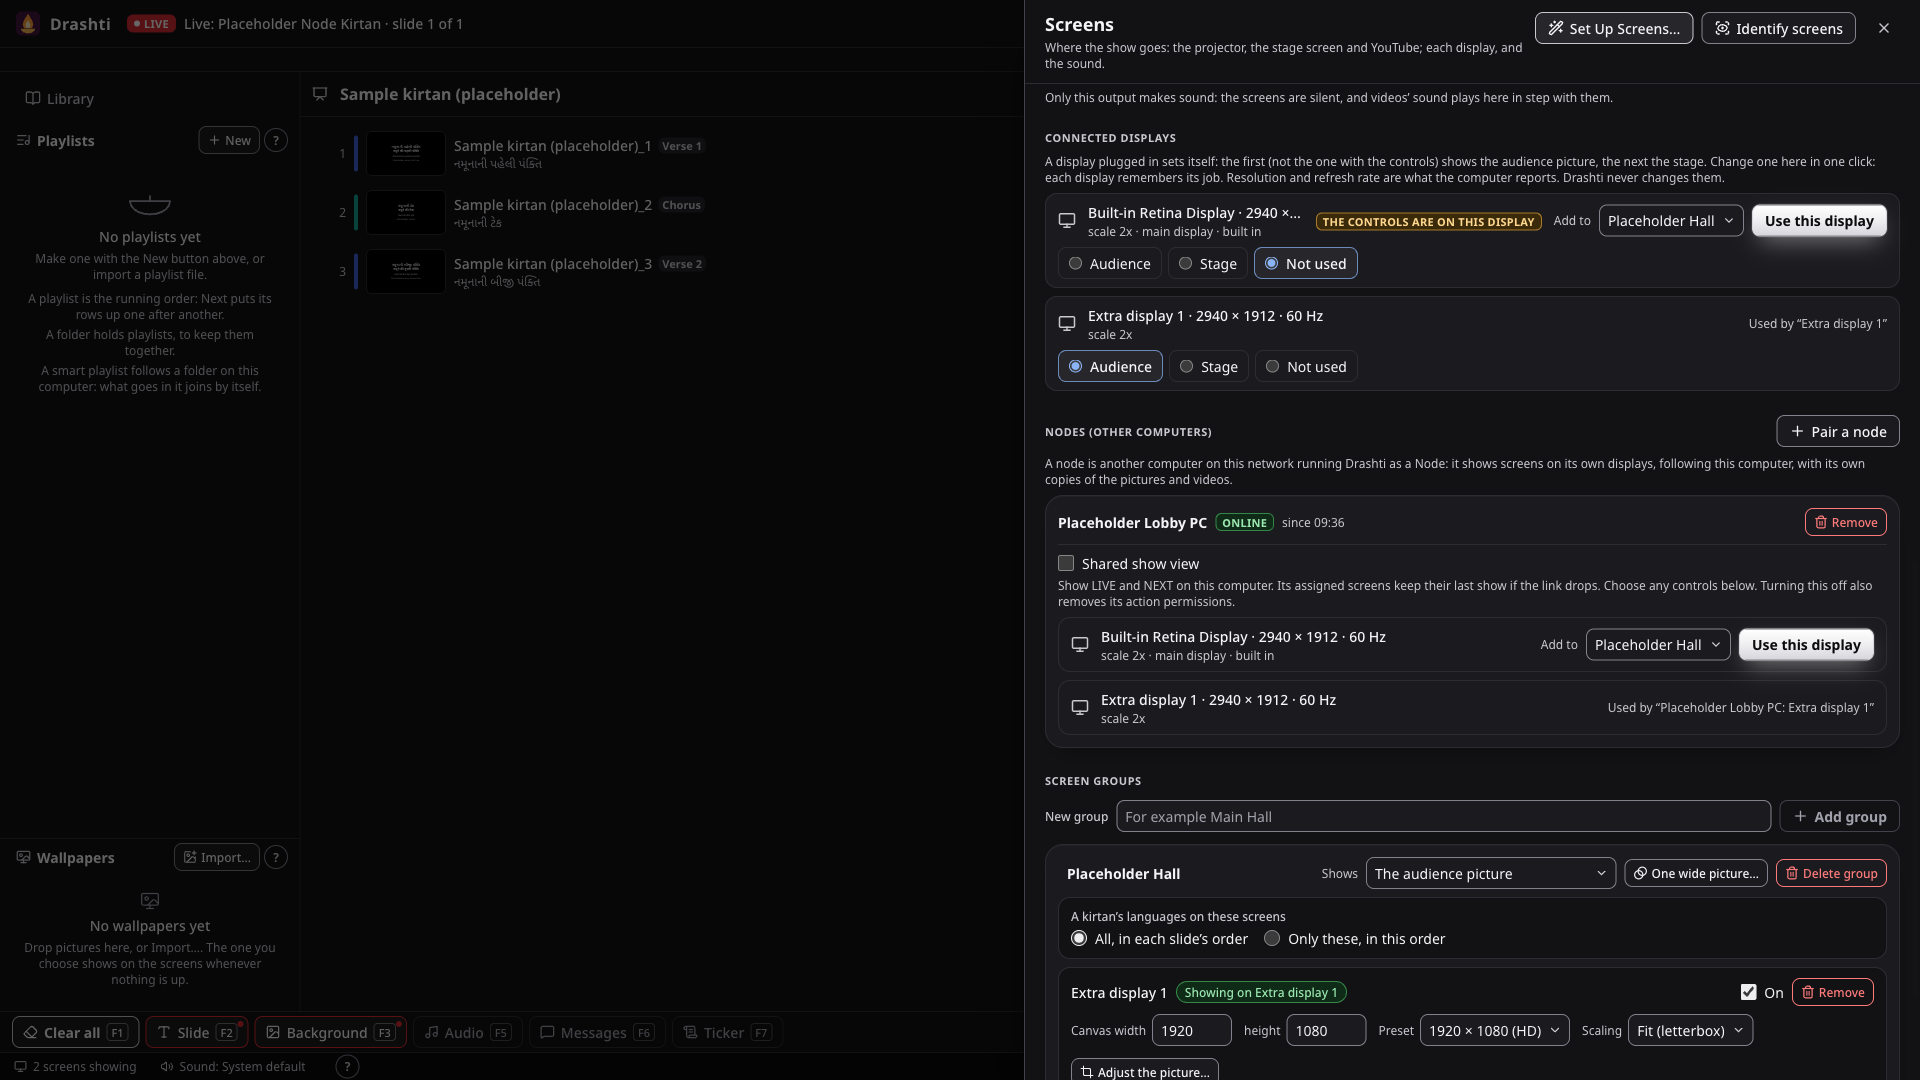 Drashti
LIVE
Live: Placeholder Node Kirtan · slide 1 of 1
Library
Playlists
New
?
No playlists yet
Make one with the New button above, or
import a playlist file.
A playlist is the running order: Next puts its
rows up one after another.
A folder holds playlists, to keep them
together.
A smart playlist follows a folder on this
computer: what goes in it joins by itself.
Wallpapers
Import...
?
No wallpapers yet
Drop pictures here, or Import.... The one you
choose shows on the screens whenever
nothing is up.
Sample kirtan (placeholder)
1
Sample kirtan (placeholder)_1 Verse 1
નમૂનાની પહેલી પંક્તિ
2
Sample kirtan (placeholder)_2 Chorus
નમૂનાની ટેક
3
Sample kirtan (placeholder)_3 Verse 2
નમૂનાની બીજી પંક્તિ
Clear all F1
Slide F2
Background F3
Audio F5
Messages F6
Ticker F7
2 screens showing
Sound: System default
?
Screens
Where the show goes: the projector, the stage screen and YouTube; each display, and
the sound.
Set Up Screens...
Identify screens
Only this output makes sound: the screens are silent, and videos’ sound plays here in step with them.
CONNECTED DISPLAYS
A display plugged in sets itself: the first (not the one with the controls) shows the audience picture, the next the stage. Change one here in one click:
each display remembers its job. Resolution and refresh rate are what the computer reports. Drashti never changes them.
Built-in Retina Display · 2940 ×...
scale 2x · main display · built in
THE CONTROLS ARE ON THIS DISPLAY
Add to
Placeholder Hall
Use this display
Audience
Stage
Not used
Extra display 1 · 2940 × 1912 · 60 Hz
scale 2x
Used by “Extra display 1”
Audience
Stage
Not used
NODES (OTHER COMPUTERS)
Pair a node
A node is another computer on this network running Drashti as a Node: it shows screens on its own displays, following this computer, with its own
copies of the pictures and videos.
Placeholder Lobby PC ONLINE since 09:36
Remove
Shared show view
Show LIVE and NEXT on this computer. Its assigned screens keep their last show if the link drops. Choose any controls below. Turning this off also
removes its action permissions.
Built-in Retina Display · 2940 × 1912 · 60 Hz
scale 2x · main display · built in
Add to
Placeholder Hall
Use this display
Extra display 1 · 2940 × 1912 · 60 Hz
scale 2x
Used by “Placeholder Lobby PC: Extra display 1”
SCREEN GROUPS
New group
For example Main Hall
Add group
Placeholder Hall
Shows
The audience picture
One wide picture...
Delete group
A kirtan’s languages on these screens
All, in each slide’s order
Only these, in this order
Extra display 1
Showing on Extra display 1
On
Remove
Canvas width
1920
height
1080
Preset
1920 × 1080 (HD)
Scaling
Fit (letterbox)
Adjust the picture...